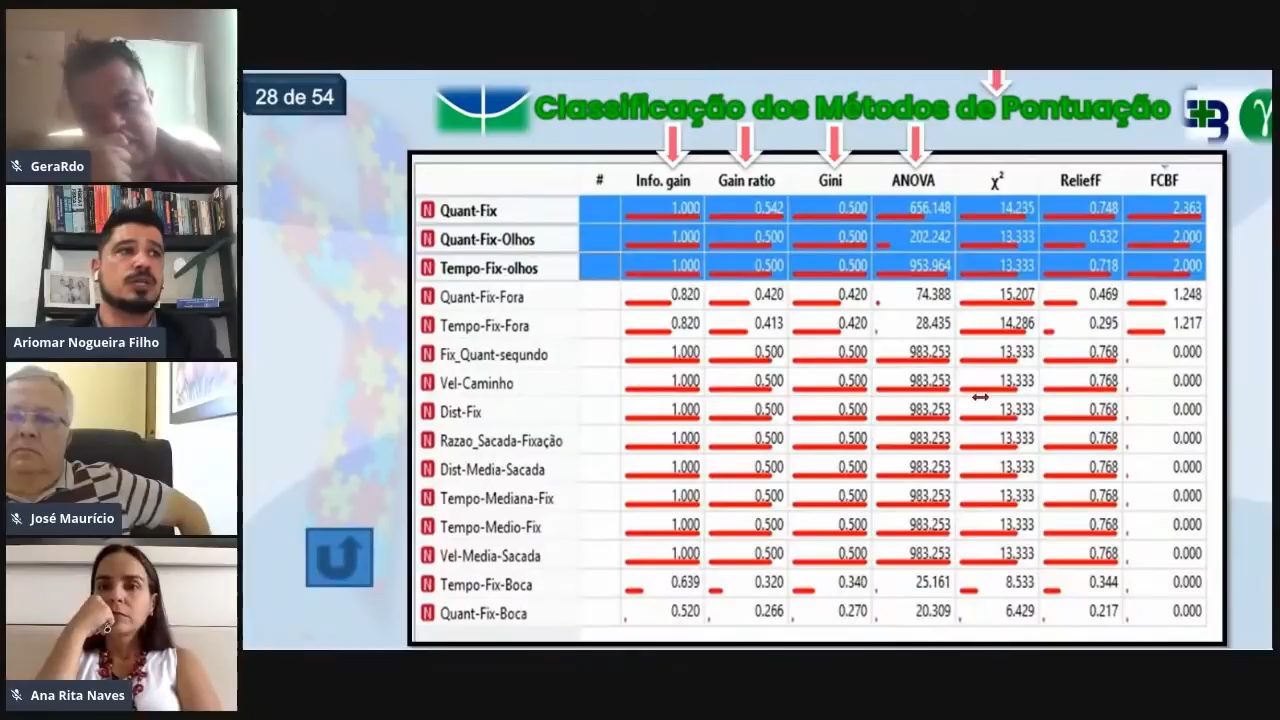 GeraRdo
Ariomar Nogueira Filho
José Maurício
Ana Rita Naves
28 de 54
Classificação dos Métodos de Pontuação
# Info. gain Gain ratio Gini ANOVA χ² ReliefF FCBF
N Quant-Fix 1.000 0.542 0.500 656.148 14.235 0.748 2.363
N Quant-Fix-Olhos 1.000 0.500 0.500 202.242 13.333 0.532 2.000
N Tempo-Fix-olhos 1.000 0.500 0.500 953.964 13.333 0.718 2.000
N Quant-Fix-Fora 0.820 0.420 0.420 74.388 15.207 0.469 1.248
N Tempo-Fix-Fora 0.820 0.413 0.420 28.435 14.286 0.295 1.217
N Fix_Quant-sequndo 1.000 0.500 0.500 983.253 13.333 0.768 0.000
N Vel-Caminho 1.000 0.500 0.500 983.253 13.333 0.768 0.000
N Dist-Fix 1.000 0.500 0.500 983.253 13.333 0.768 0.000
N Razao_Sacada-Fixação 1.000 0.500 0.500 983.253 13.333 0.768 0.000
N Dist-Media-Sacada 1.000 0.500 0.500 983.253 13.333 0.768 0.000
N Tempo-Mediana-Fix 1.000 0.500 0.500 983.253 13.333 0.768 0.000
N Tempo-Medio-Fix 1.000 0.500 0.500 983.253 13.333 0.768 0.000
N Vel-Media-Sacada 1.000 0.500 0.500 983.253 13.333 0.768 0.000
N Tempo-Fix-Boca 0.639 0.320 0.340 25.161 8.533 0.344 0.000
N Quant-Fix-Boca 0.520 0.266 0.270 20.309 6.429 0.217 0.000